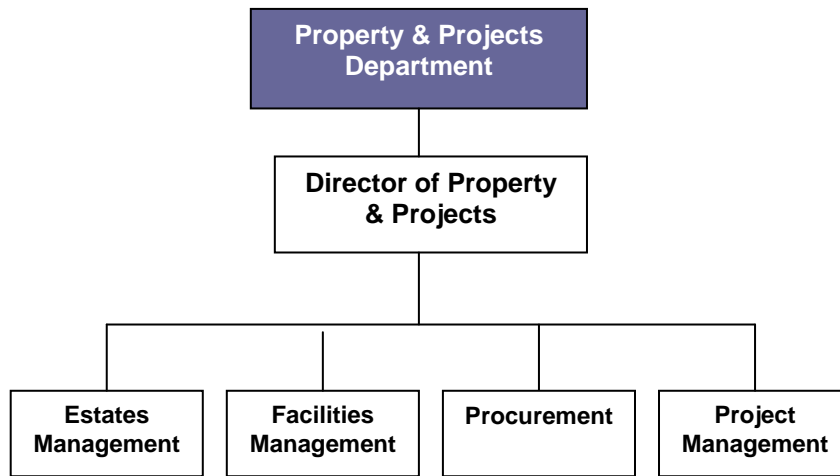 Property & Projects
Department
Director of Property
& Projects
Estates
Management
Facilities
Management
Procurement
Project
Management